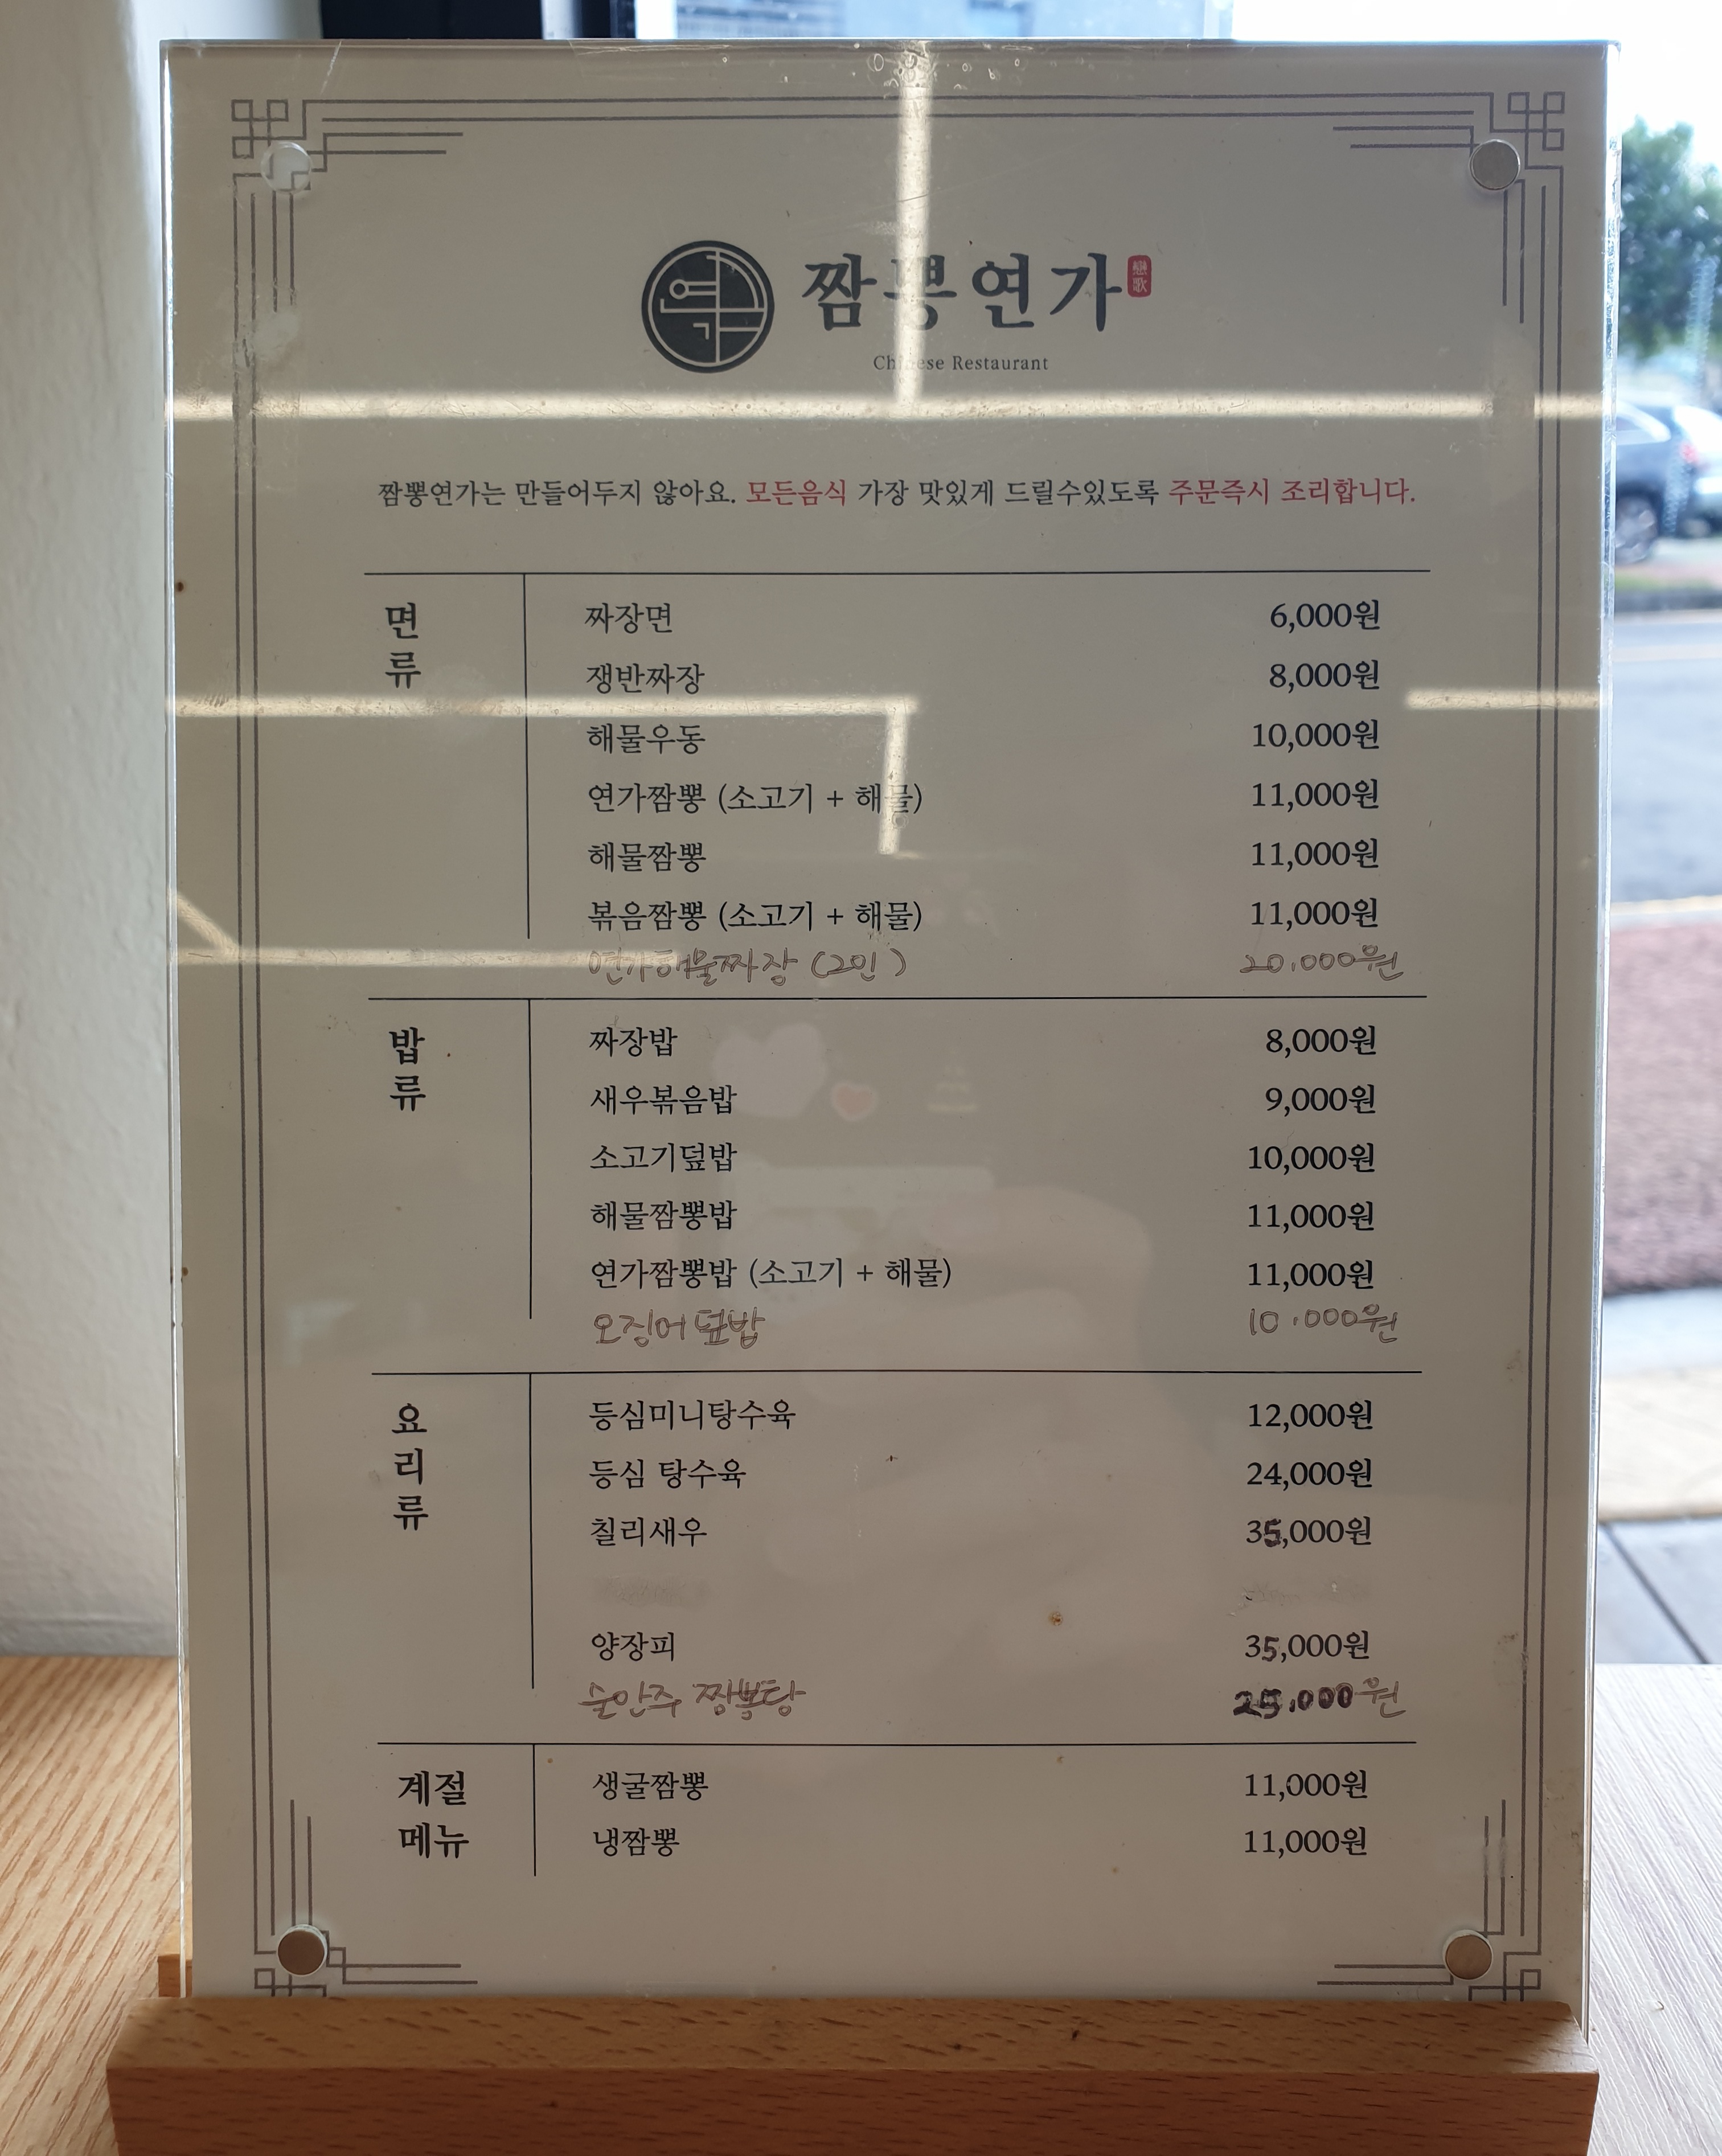 짬뽕연가 戀歌
Chinese Restaurant
짬뽕연가는 만들어두지 않아요. 모든음식 가장 맛있게 드릴수있도록 주문즉시 조리합니다.
면류
짜장면 6,000원
쟁반짜장 8,000원
해물우동 10,000원
연가짬뽕 (소고기 + 해물) 11,000원
해물짬뽕 11,000원
볶음짬뽕 (소고기 + 해물) 11,000원
연가해물짜장 (2인) 20.000원
밥류
짜장밥 8,000원
새우볶음밥 9,000원
소고기덮밥 10,000원
해물짬뽕밥 11,000원
연가짬뽕밥 (소고기 + 해물) 11,000원
오징어덮밥 10.000원
요리류
등심미니탕수육 12,000원
등심 탕수육 24,000원
칠리새우 35,000원
양장피 35,000원
술안주 짬뽕탕 25.000원
계절
메뉴
생굴짬뽕 11,000원
냉짬뽕 11,000원